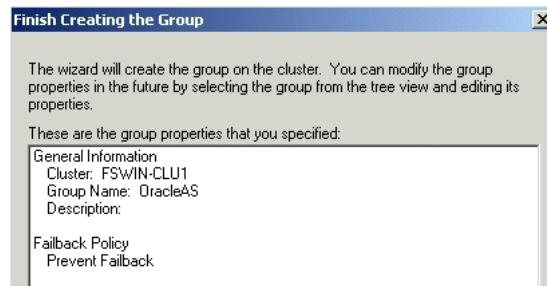 Finish Creating the Group
The wizard will create the group on the cluster. You can modify the group
properties in the future by selecting the group from the tree view and editing its
properties.
These are the group properties that you specified:
General Information
Cluster: FSWIN-CLU1
Group Name: OracleAS
Description:
Failback Policy
Prevent Failback